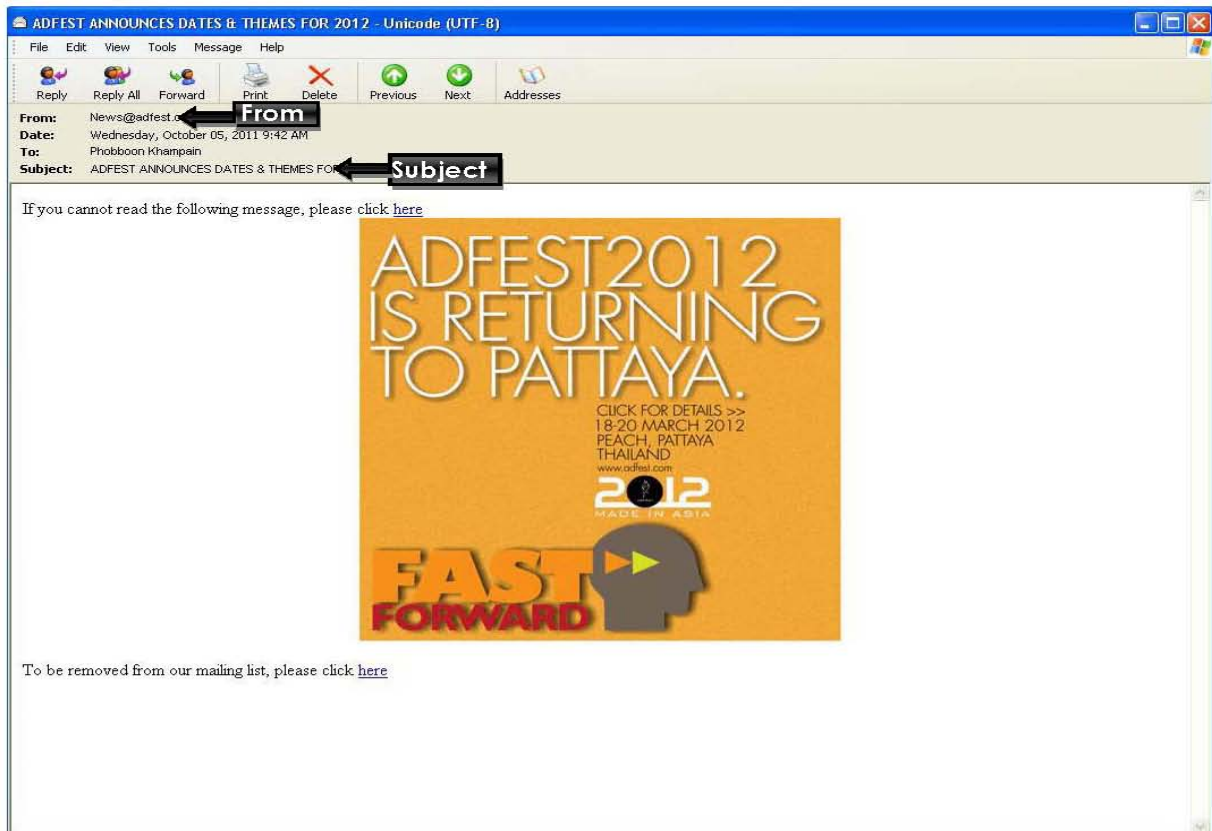 ADFEST ANNOUNCES DATES & THEMES FOR 2012 - Unicode (UTF-8)
File Edit View Tools Message Help
Reply Reply All Forward Print Delete Previous Next Addresses
From: News@adfest.c
From
Date: Wednesday, October 05, 2011 9:42 AM
To: Phobboon Khampain
Subject: ADFEST ANNOUNCES DATES & THEMES FO
Subject
If you cannot read the following message, please click here
ADFEST2012
IS RETURNING
TO PATTAYA.
CLICK FOR DETAILS >>
18-20 MARCH 2012
PEACH, PATTAYA
THAILAND
www.adfest.com
2012
MADE IN ASIA
FAST
FORWARD
To be removed from our mailing list, please click here